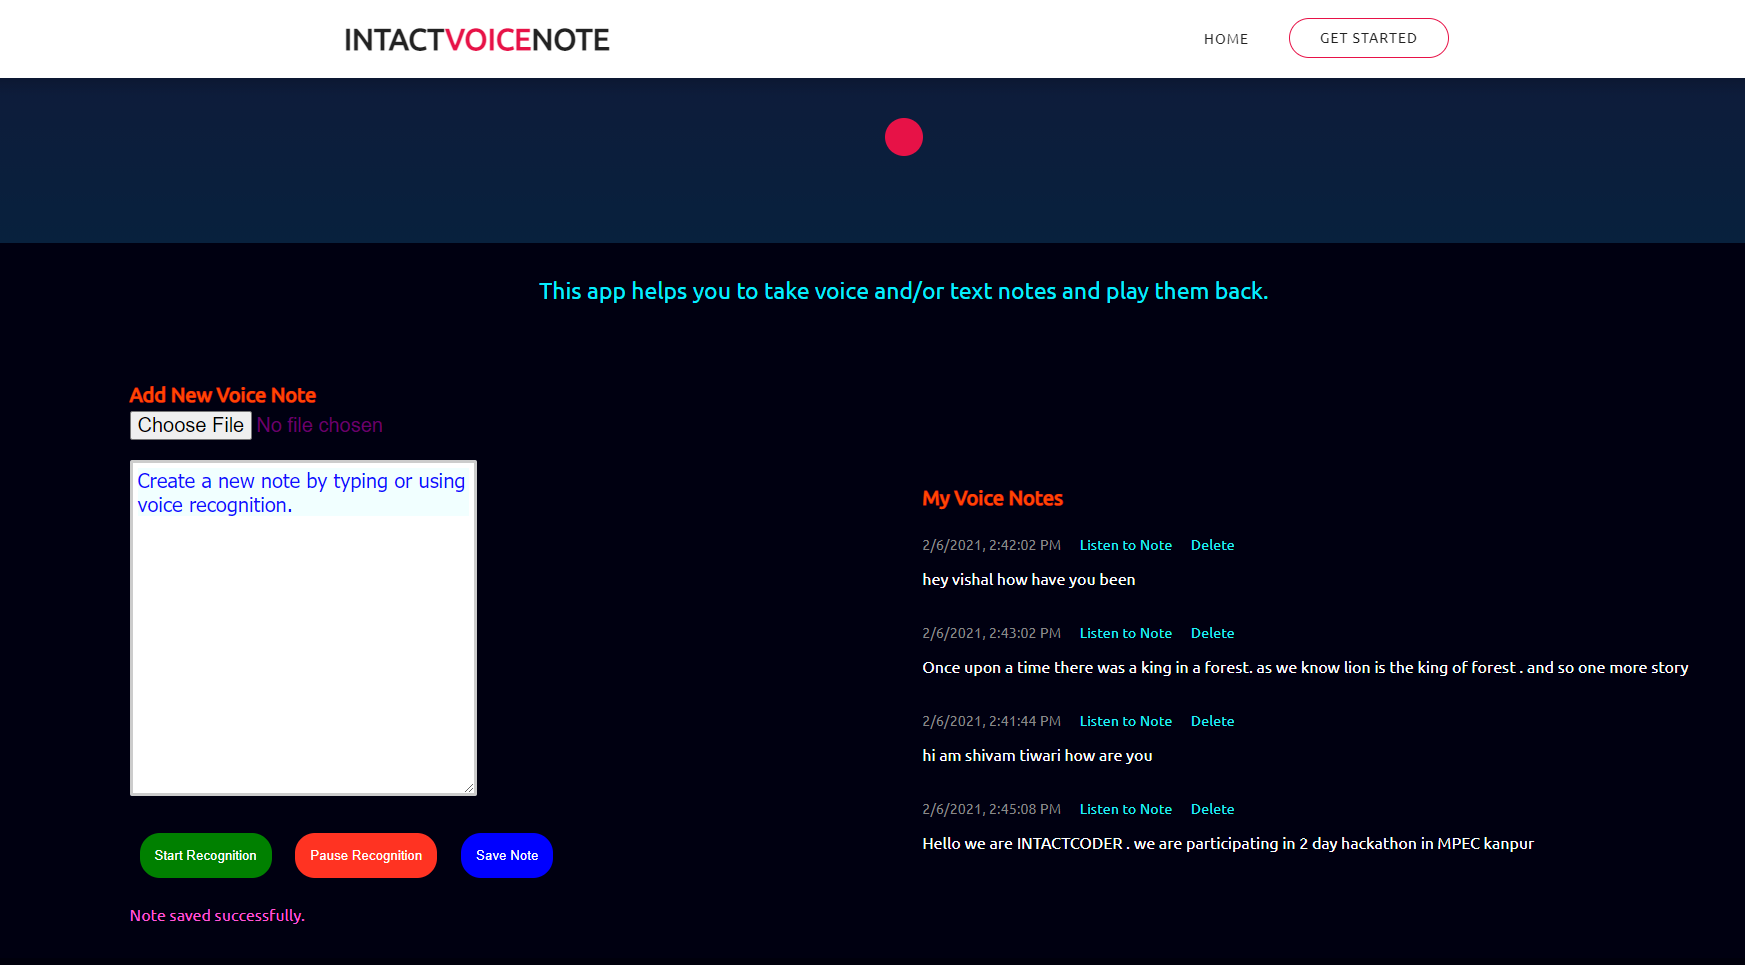 INTACTVOICENOTE
HOME
GET STARTED
This app helps you to take voice and/or text notes and play them back.
Add New Voice Note
Choose File No file chosen
Create a new note by typing or using
voice recognition.
Start Recognition
Pause Recognition
Save Note
Note saved successfully.
My Voice Notes
2/6/2021, 2:42:02 PM Listen to Note Delete
hey vishal how have you been
2/6/2021, 2:43:02 PM Listen to Note Delete
Once upon a time there was a king in a forest. as we know lion is the king of forest . and so one more story
2/6/2021, 2:41:44 PM Listen to Note Delete
hi am shivam tiwari how are you
2/6/2021, 2:45:08 PM Listen to Note Delete
Hello we are INTACTCODER . we are participating in 2 day hackathon in MPEC kanpur